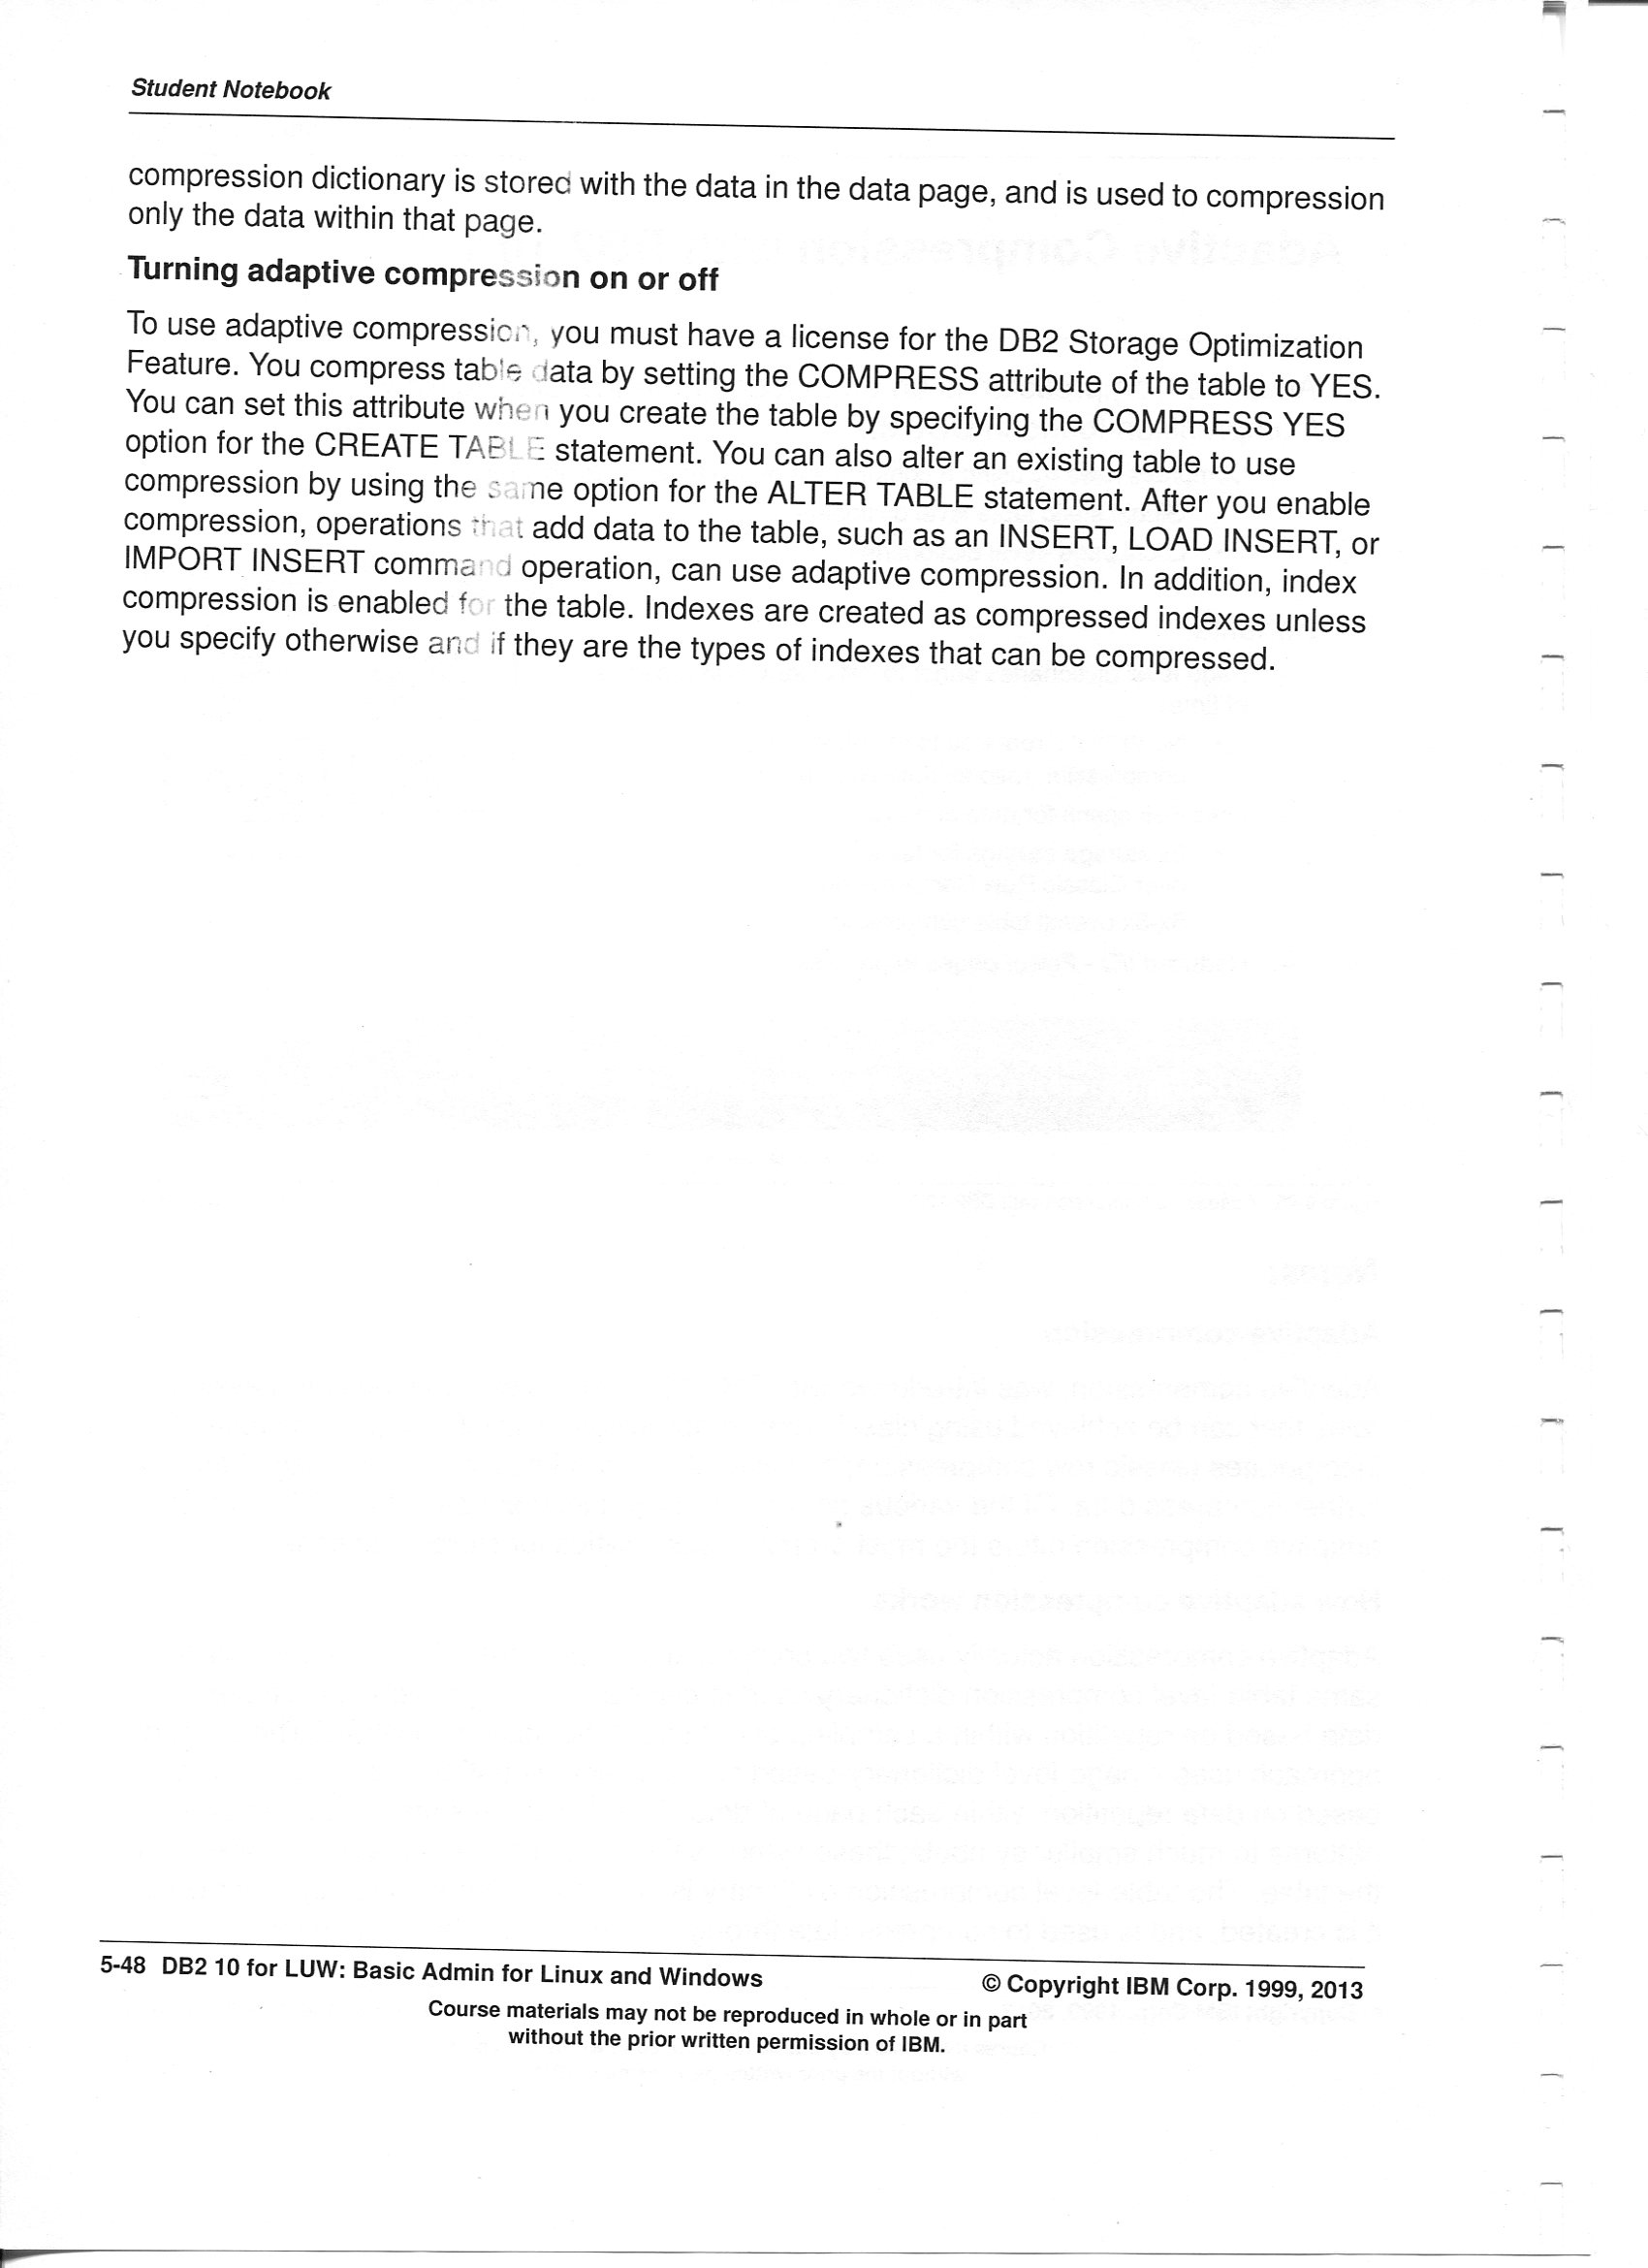 Student Notebook
compression dictionary is stored with the data in the data page, and is used to compression
only the data within that page.
Turning adaptive compression on or off
To use adaptive compression, you must have a license for the DB2 Storage Optimization
Feature. You compress table data by setting the COMPRESS attribute of the table to YES.
You can set this attribute when you create the table by specifying the COMPRESS YES
option for the CREATE TABLE statement. You can also alter an existing table to use
compression by using the same option for the ALTER TABLE statement. After you enable
compression, operations that add data to the table, such as an INSERT, LOAD INSERT, or
IMPORT INSERT command operation, can use adaptive compression. In addition, index
compression is enabled for the table. Indexes are created as compressed indexes unless
you specify otherwise and if they are the types of indexes that can be compressed.
5-48 DB2 10 for LUW: Basic Admin for Linux and Windows © Copyright IBM Corp. 1999, 2013
Course materials may not be reproduced in whole or in part
without the prior written permission of IBM.